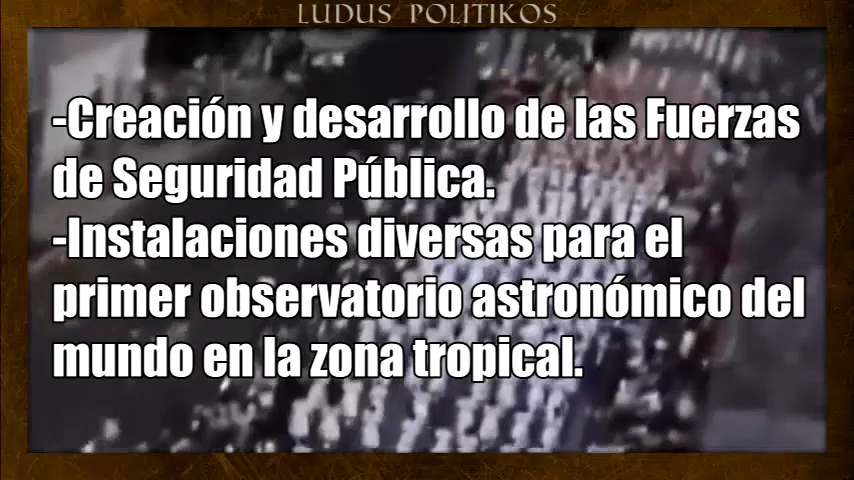 LUDUS POLITIKOS
-Creación y desarrollo de las Fuerzas
de Seguridad Pública.
-Instalaciones diversas para el
primer observatorio astronómico del
mundo en la zona tropical.